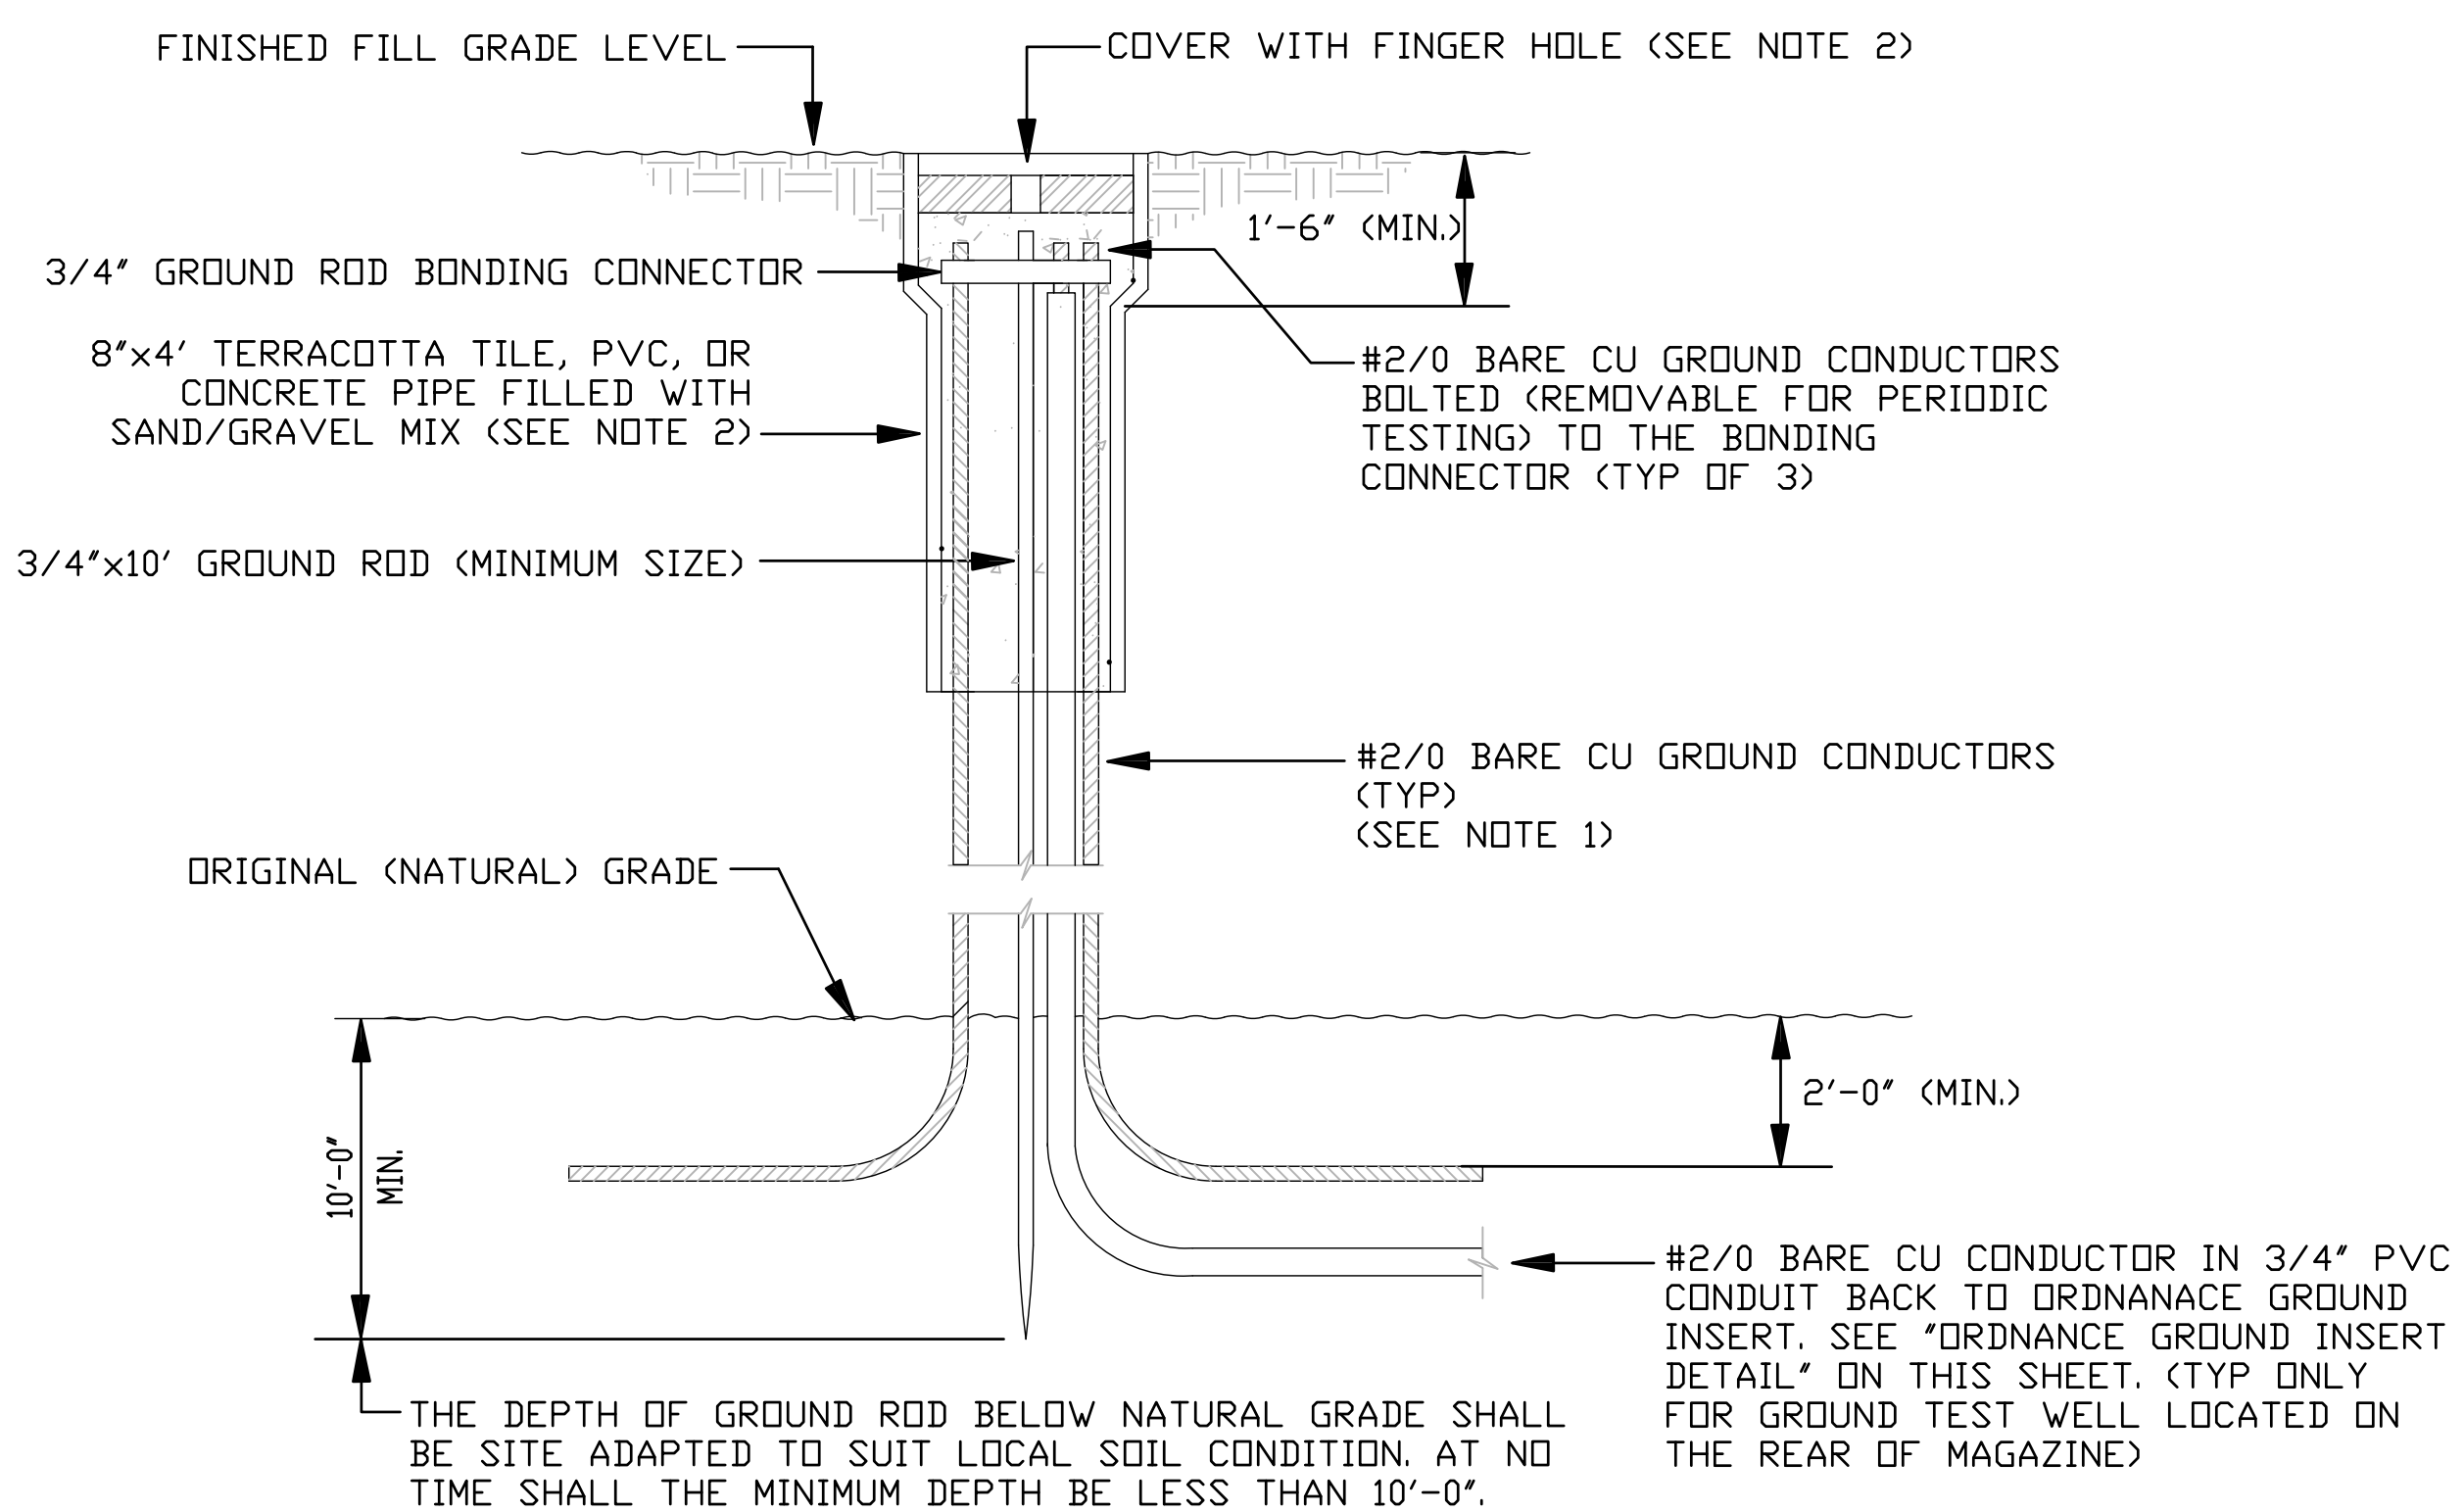 FINISHED FILL GRADE LEVEL
COVER WITH FINGER HOLE (SEE NOTE 2)
1'-6" (MIN.)
3/4" GROUND ROD BONDING CONNECTOR
8"x4' TERRACOTTA TILE, PVC, OR
CONCRETE PIPE FILLED WITH
SAND/GRAVEL MIX (SEE NOTE 2)
#2/0 BARE CU GROUND CONDUCTORS
BOLTED (REMOVABLE FOR PERIODIC
TESTING) TO THE BONDING
CONNECTOR (TYP OF 3)
3/4"x10' GROUND ROD (MINIMUM SIZE)
#2/0 BARE CU GROUND CONDUCTORS
(TYP)
(SEE NOTE 1)
ORIGINAL (NATURAL) GRADE
2'-0" (MIN.)
10'-0"
MIN.
#2/0 BARE CU CONDUCTOR IN 3/4" PVC
CONDUIT BACK TO ORDNANACE GROUND
INSERT. SEE "ORDNANCE GROUND INSERT
DETAIL" ON THIS SHEET. (TYP ONLY
FOR GROUND TEST WELL LOCATED ON
THE REAR OF MAGAZINE)
THE DEPTH OF GROUND ROD BELOW NATURAL GRADE SHALL
BE SITE ADAPTED TO SUIT LOCAL SOIL CONDITION. AT NO
TIME SHALL THE MINIMUM DEPTH BE LESS THAN 10'-0".